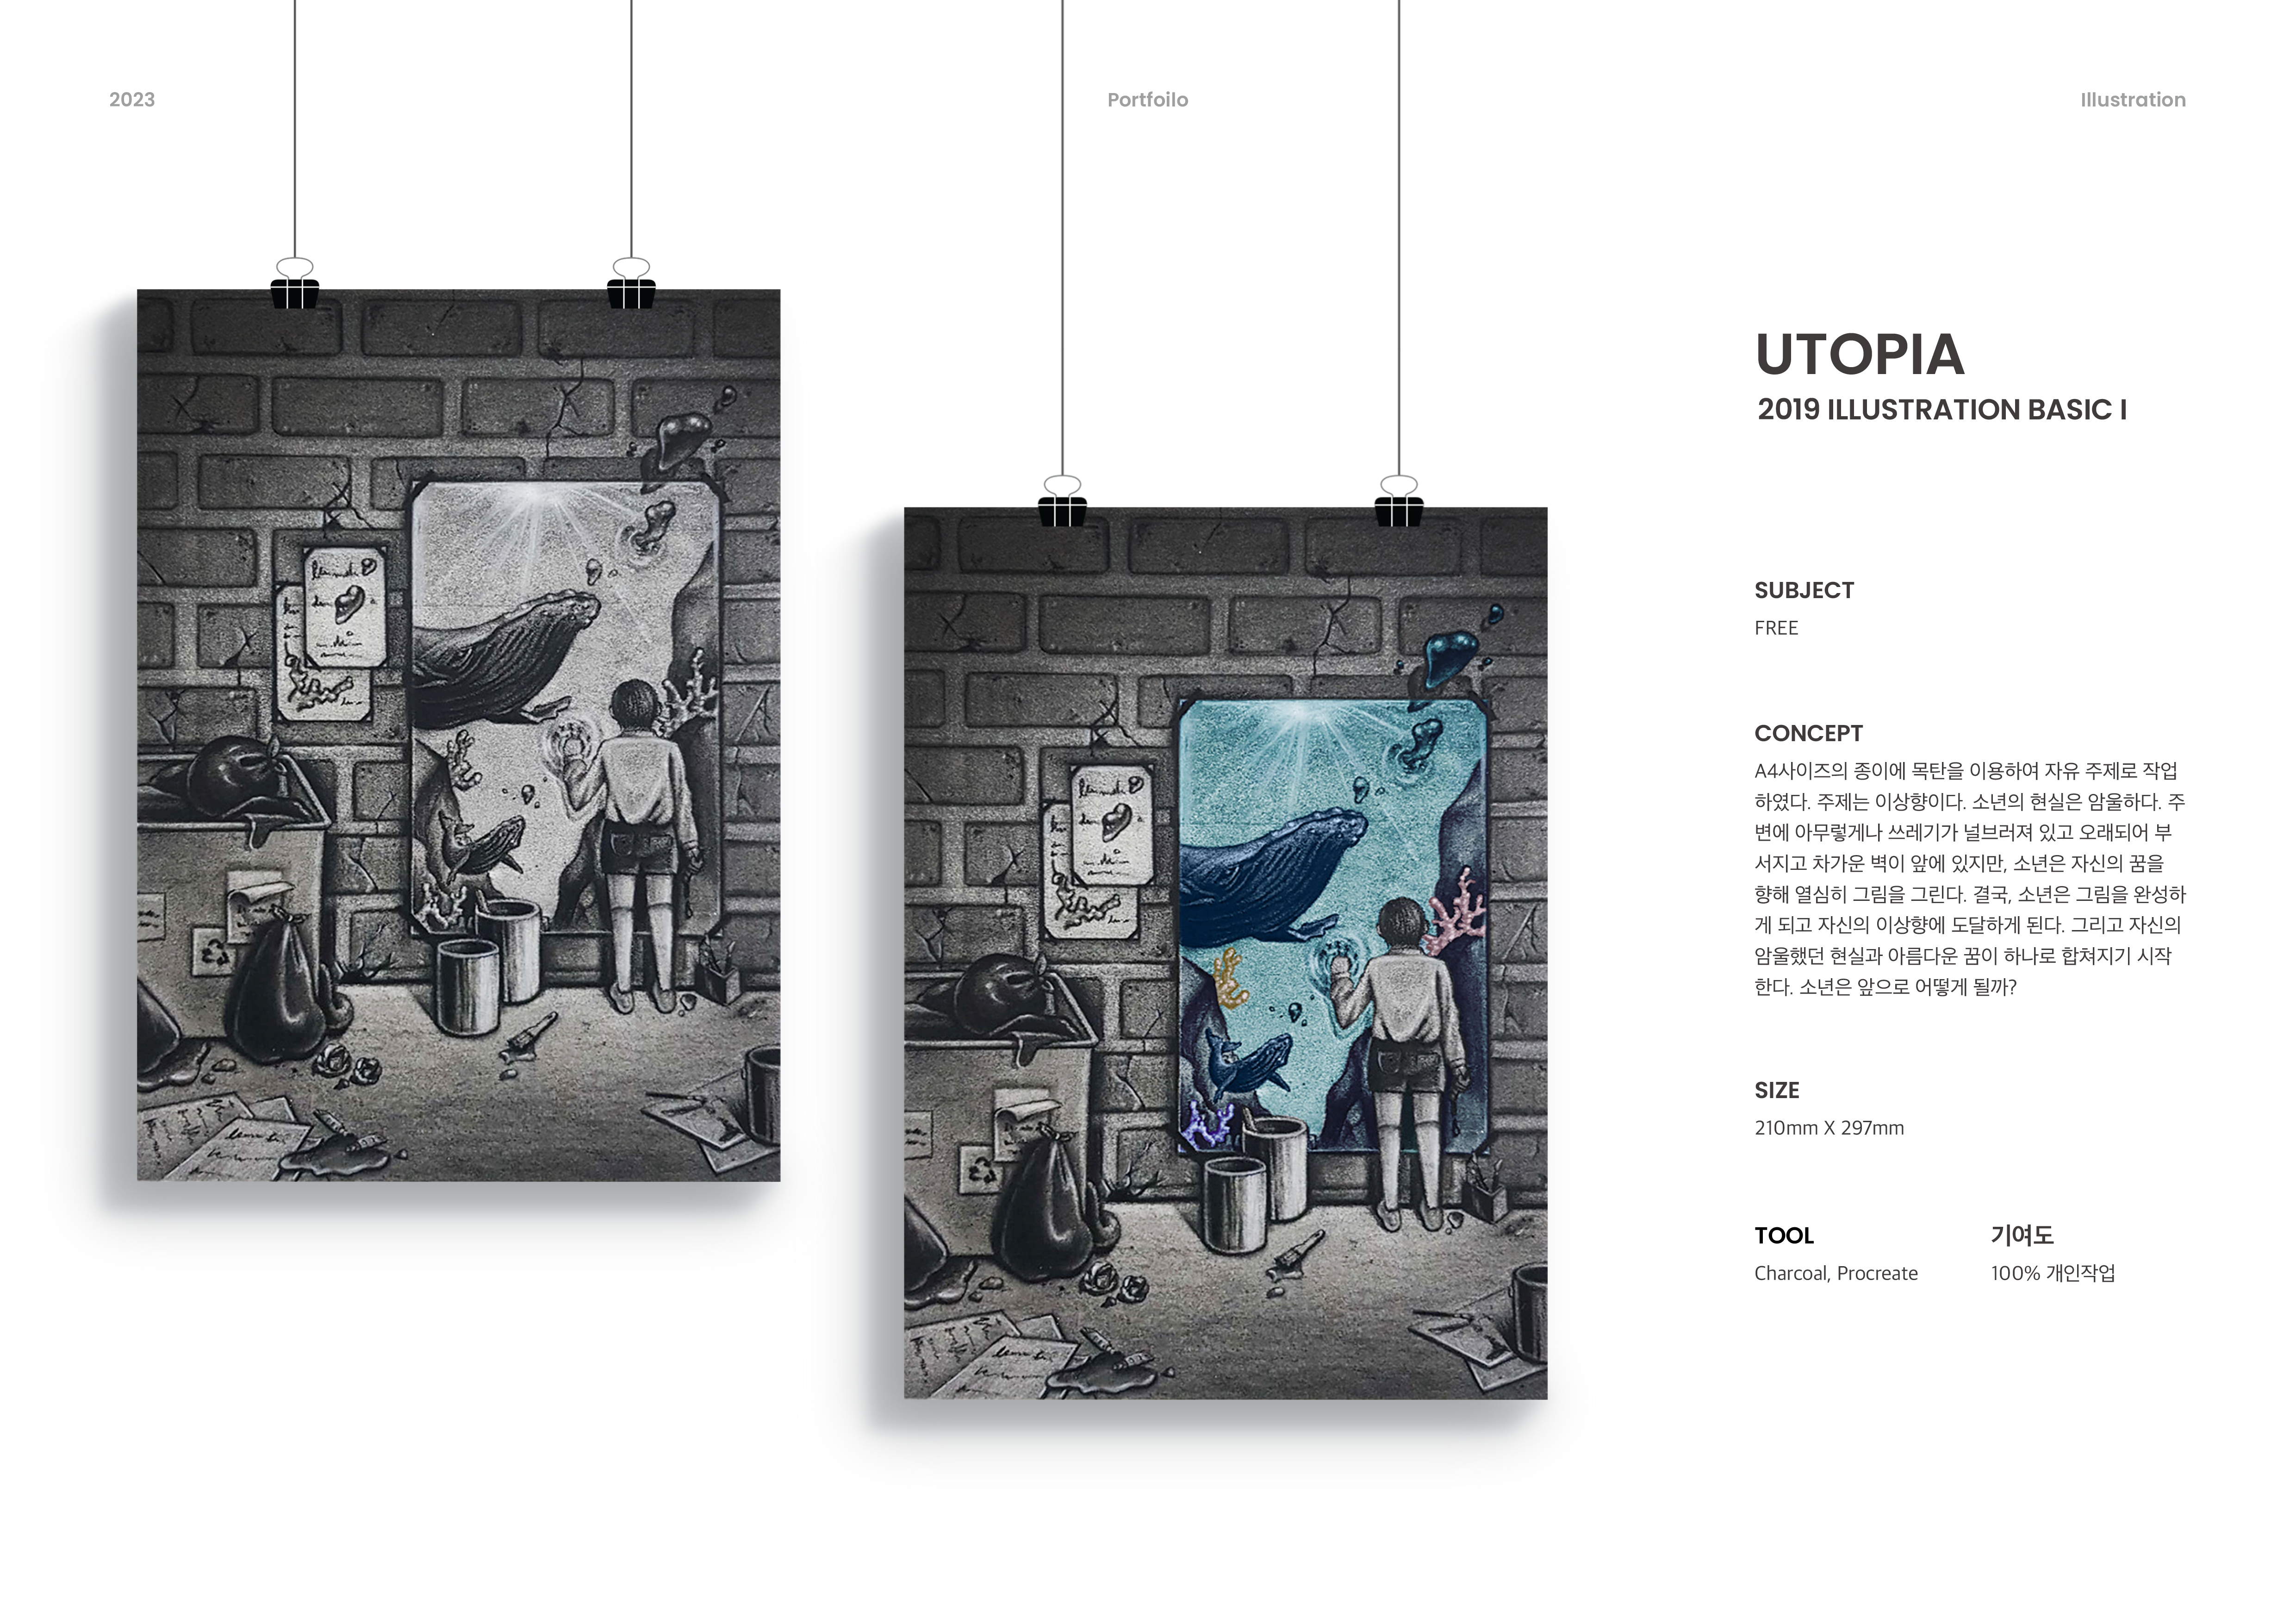 2023
Portfoilo
Illustration
UTOPIA
2019 ILLUSTRATION BASIC I
SUBJECT
FREE
CONCEPT
A4사이즈의 종이에 목탄을 이용하여 자유 주제로 작업
하였다. 주제는 이상향이다. 소년의 현실은 암울하다. 주
변에 아무렇게나 쓰레기가 널브러져 있고 오래되어 부
서지고 차가운 벽이 앞에 있지만, 소년은 자신의 꿈을
향해 열심히 그림을 그린다. 결국, 소년은 그림을 완성하
게 되고 자신의 이상향에 도달하게 된다. 그리고 자신의
암울했던 현실과 아름다운 꿈이 하나로 합쳐지기 시작
한다. 소년은 앞으로 어떻게 될까?
SIZE
210mm X 297mm
TOOL
Charcoal, Procreate
기여도
100% 개인작업